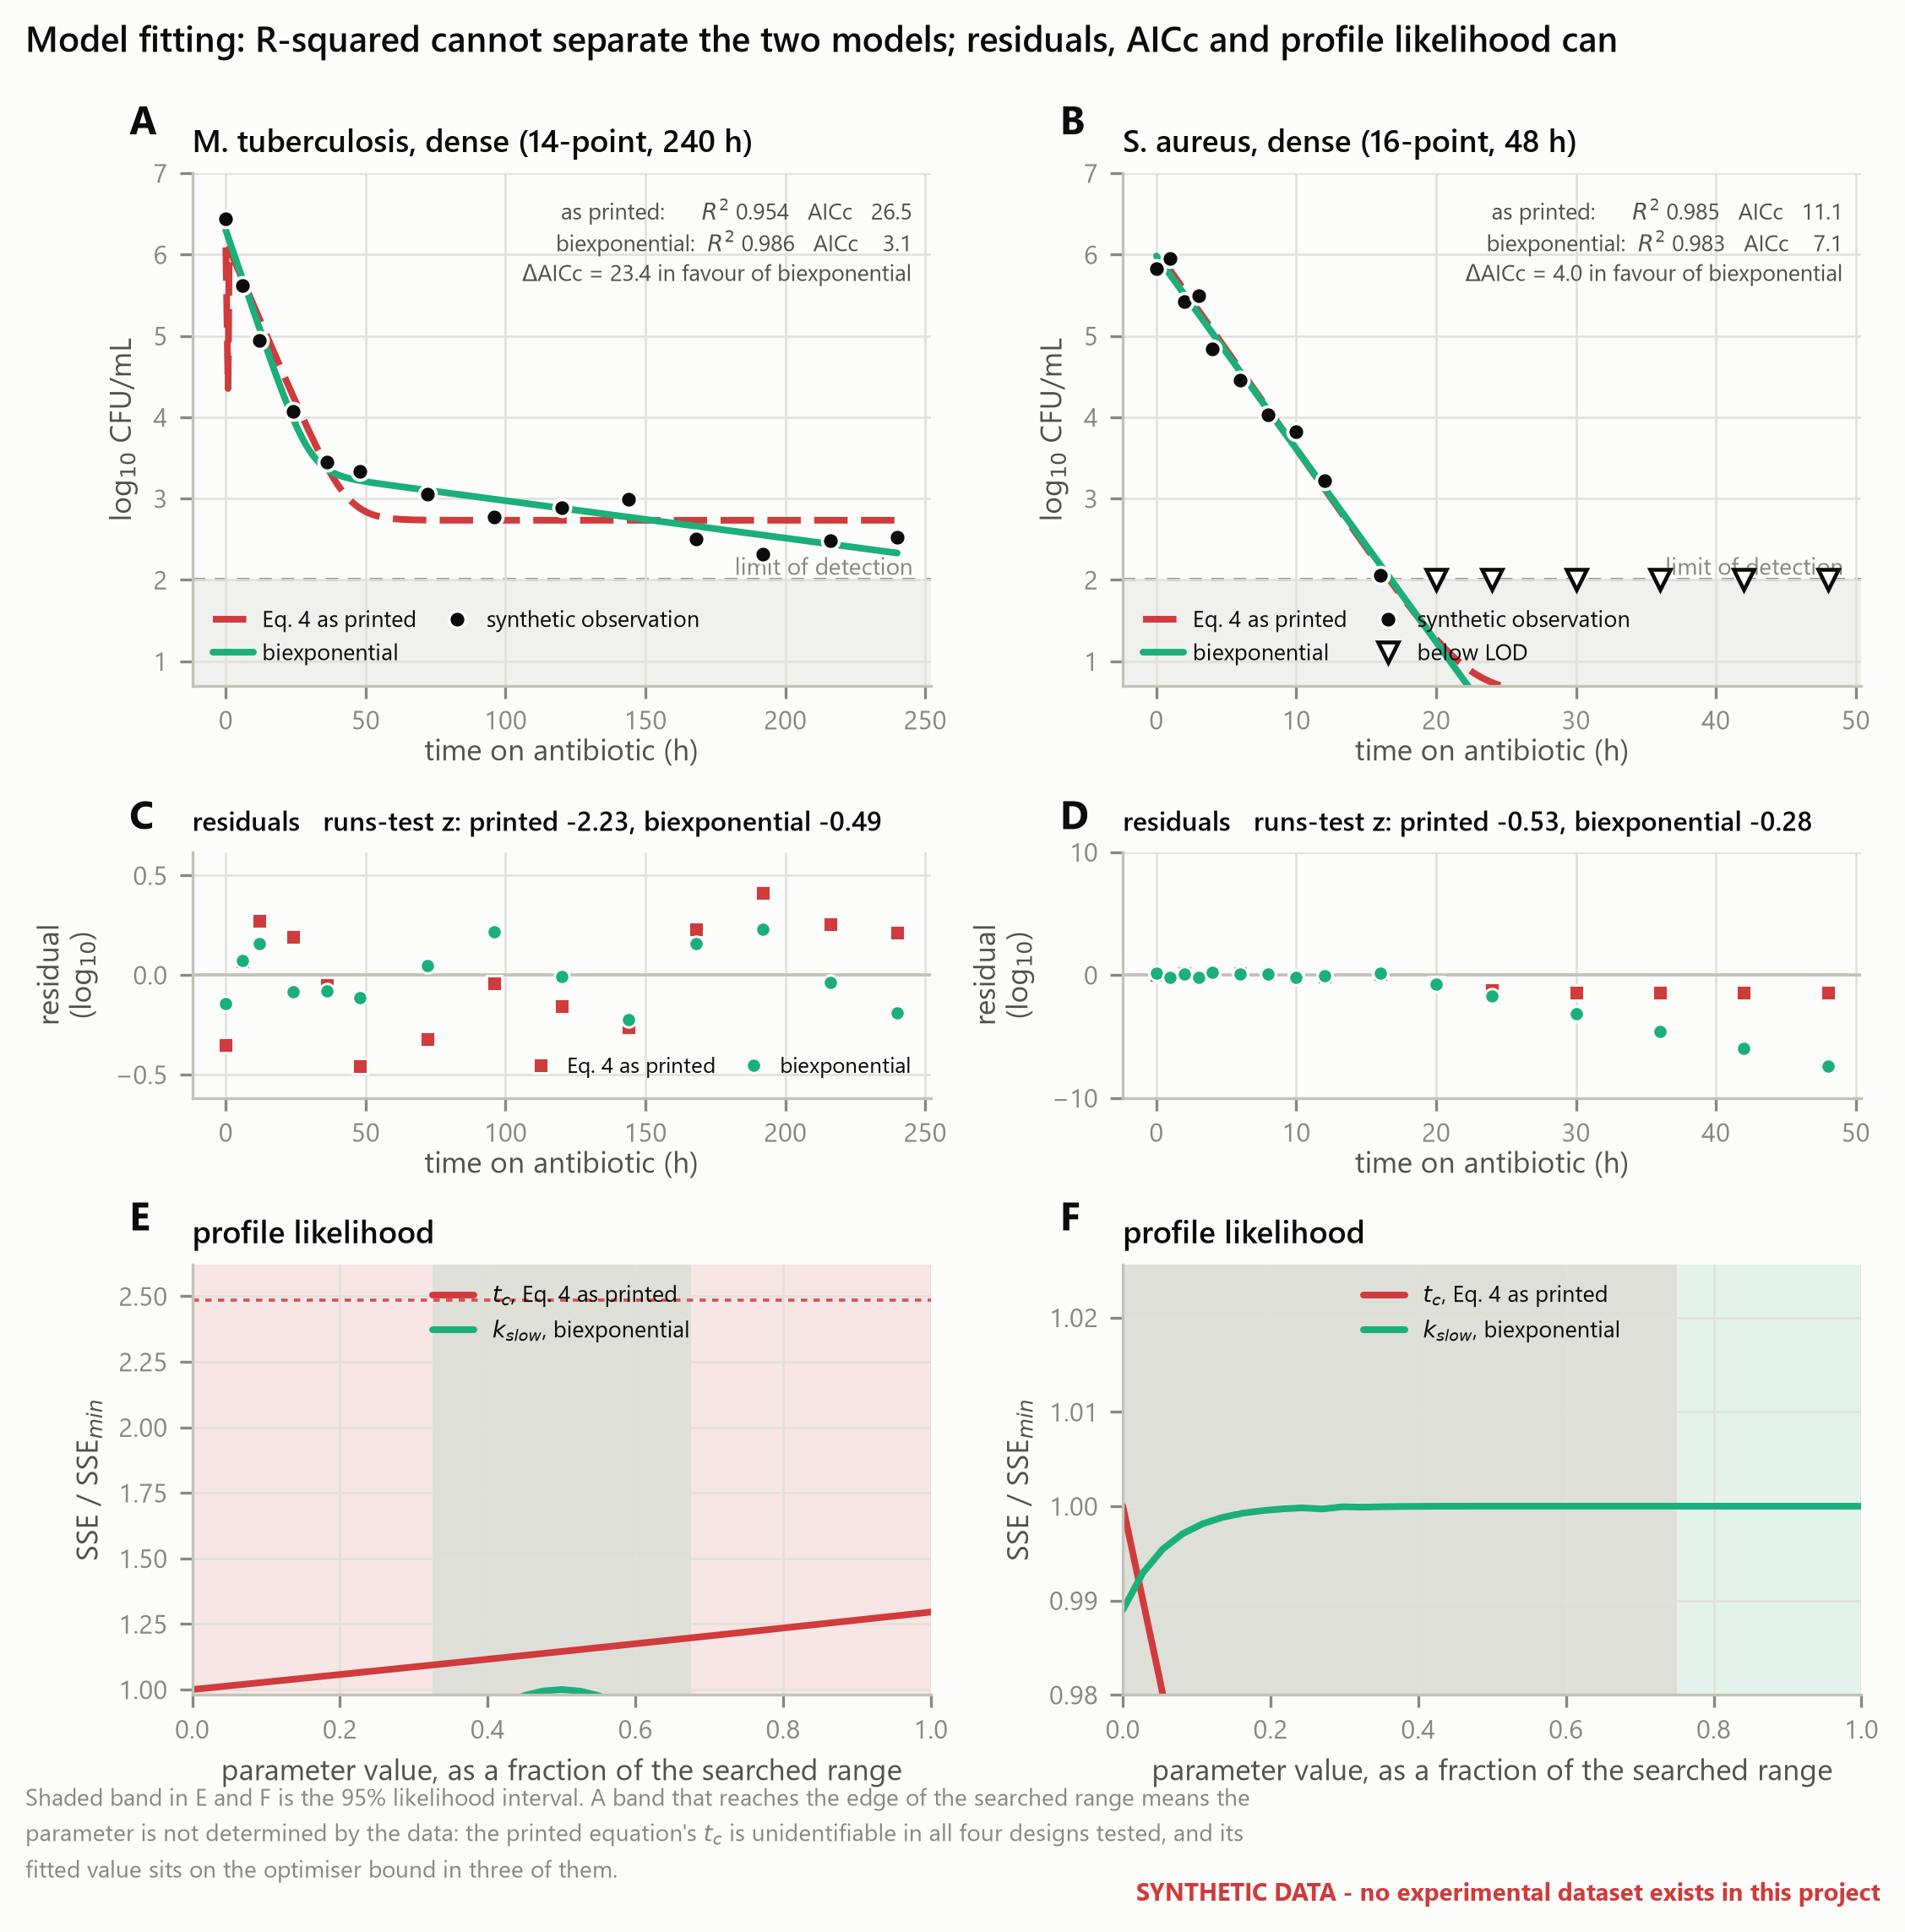 Model fitting: R-squared cannot separate the two models; residuals, AICc and profile likelihood can
A
M. tuberculosis, dense (14-point, 240 h)
as printed: R² 0.954 AICc 26.5
biexponential: R² 0.986 AICc 3.1
ΔAICc = 23.4 in favour of biexponential
7
6
5
4
3
2
1
log₁₀ CFU/mL
limit of detection
Eq. 4 as printed
synthetic observation
biexponential
0 50 100 150 200 250
time on antibiotic (h)
B
S. aureus, dense (16-point, 48 h)
as printed: R² 0.985 AICc 11.1
biexponential: R² 0.983 AICc 7.1
ΔAICc = 4.0 in favour of biexponential
7
6
5
4
3
2
1
log₁₀ CFU/mL
limit of detection
Eq. 4 as printed
synthetic observation
biexponential
below LOD
0 10 20 30 40 50
time on antibiotic (h)
C
residuals runs-test z: printed -2.23, biexponential -0.49
0.5
0.0
−0.5
residual
(log₁₀)
Eq. 4 as printed
biexponential
0 50 100 150 200 250
time on antibiotic (h)
D
residuals runs-test z: printed -0.53, biexponential -0.28
10
0
−10
residual
(log₁₀)
0 10 20 30 40 50
time on antibiotic (h)
E
profile likelihood
t_c, Eq. 4 as printed
k_slow, biexponential
2.50
2.25
2.00
1.75
1.50
1.25
1.00
SSE / SSE_min
0.0 0.2 0.4 0.6 0.8 1.0
parameter value, as a fraction of the searched range
F
profile likelihood
t_c, Eq. 4 as printed
k_slow, biexponential
1.02
1.01
1.00
0.99
0.98
SSE / SSE_min
0.0 0.2 0.4 0.6 0.8 1.0
parameter value, as a fraction of the searched range
Shaded band in E and F is the 95% likelihood interval. A band that reaches the edge of the searched range means the
parameter is not determined by the data: the printed equation's t_c is unidentifiable in all four designs tested, and its
fitted value sits on the optimiser bound in three of them.
SYNTHETIC DATA - no experimental dataset exists in this project